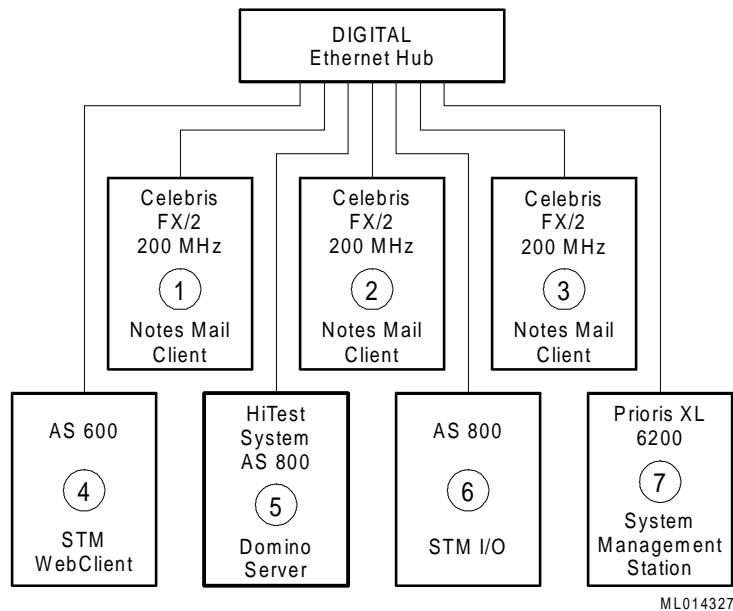 DIGITAL
Ethernet Hub
Celebris
FX/2
200 MHz
1
Notes Mail
Client
Celebris
FX/2
200 MHz
2
Notes Mail
Client
Celebris
FX/2
200 MHz
3
Notes Mail
Client
AS 600
4
STM
WebClient
HiTest
System
AS 800
5
Domino
Server
AS 800
6
STM I/O
Prioris XL
6200
7
System
Management
Station
ML014327